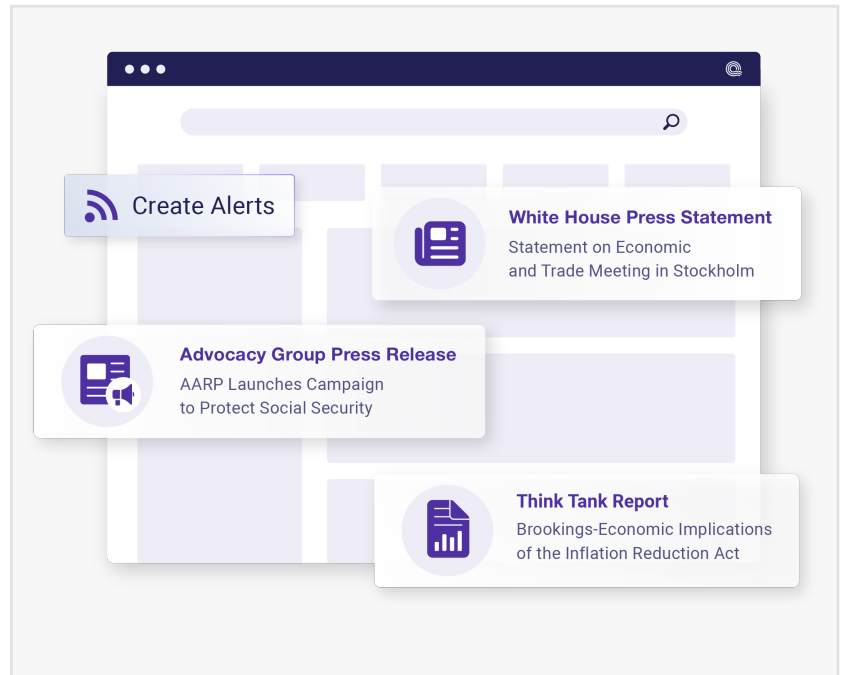 Create Alerts
White House Press Statement
Statement on Economic
and Trade Meeting in Stockholm
Advocacy Group Press Release
AARP Launches Campaign
to Protect Social Security
Think Tank Report
Brookings-Economic Implications
of the Inflation Reduction Act